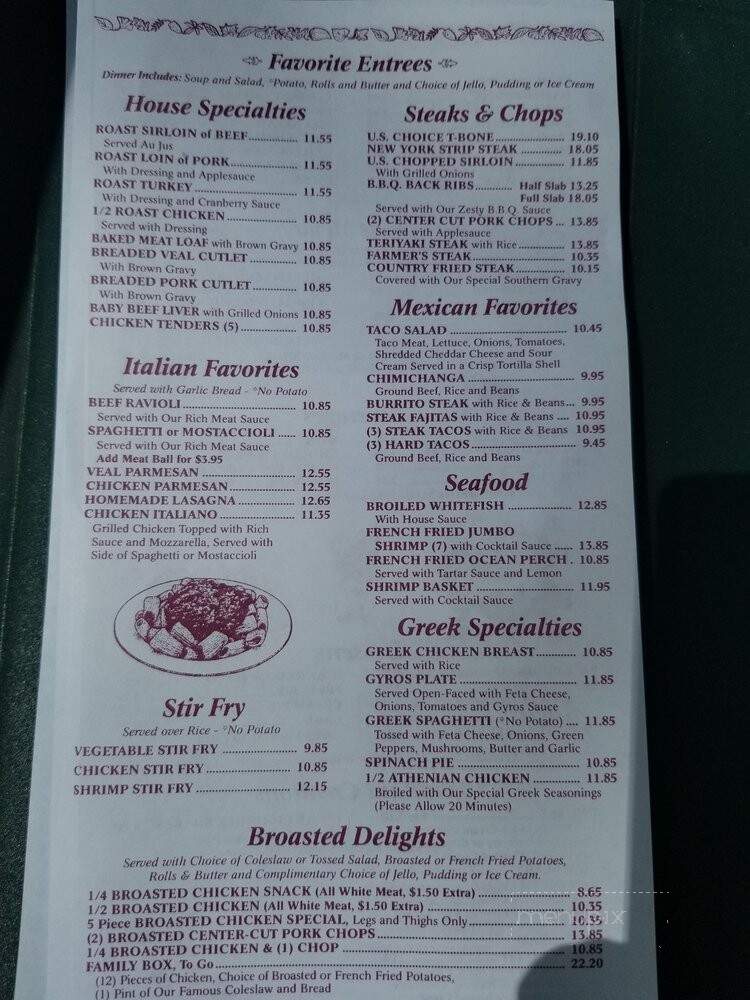 Favorite Entrees
Dinner Includes: Soup and Salad, *Potato, Rolls and Butter and Choice of Jello, Pudding or Ice Cream
House Specialties
ROAST SIRLOIN of BEEF 11.55
Served Au Jus
ROAST LOIN of PORK 11.55
With Dressing and Applesauce
ROAST TURKEY 11.55
With Dressing and Cranberry Sauce
1/2 ROAST CHICKEN 10.85
Served with Dressing
BAKED MEAT LOAF with Brown Gravy 10.85
BREADED VEAL CUTLET 10.85
With Brown Gravy
BREADED PORK CUTLET 10.85
With Brown Gravy
BABY BEEF LIVER with Grilled Onions 10.85
CHICKEN TENDERS (5) 10.85
Italian Favorites
Served with Garlic Bread - *No Potato
BEEF RAVIOLI 10.85
Served with Our Rich Meat Sauce
SPAGHETTI or MOSTACCIOLI 10.85
Served with Our Rich Meat Sauce
Add Meat Ball for $3.95
VEAL PARMESAN 12.55
CHICKEN PARMESAN 12.55
HOMEMADE LASAGNA 12.65
CHICKEN ITALIANO 11.35
Grilled Chicken Topped with Rich
Sauce and Mozzarella, Served with
Side of Spaghetti or Mostaccioli
Stir Fry
Served over Rice - *No Potato
VEGETABLE STIR FRY 9.85
CHICKEN STIR FRY 10.85
SHRIMP STIR FRY 12.15
Steaks & Chops
U.S. CHOICE T-BONE 19.10
NEW YORK STRIP STEAK 18.05
U.S. CHOPPED SIRLOIN 11.85
With Grilled Onions
B.B.Q. BACK RIBS Half Slab 13.25
Full Slab 18.05
Served with Our Zesty B.B.Q. Sauce
(2) CENTER CUT PORK CHOPS 13.85
Served with Applesauce
TERIYAKI STEAK with Rice 13.85
FARMER'S STEAK 10.35
COUNTRY FRIED STEAK 10.15
Covered with Our Special Southern Gravy
Mexican Favorites
TACO SALAD 10.45
Taco Meat, Lettuce, Onions, Tomatoes,
Shredded Cheddar Cheese and Sour
Cream Served in a Crisp Tortilla Shell
CHIMICHANGA 9.95
Ground Beef, Rice and Beans
BURRITO STEAK with Rice & Beans 9.95
STEAK FAJITAS with Rice & Beans 10.95
(3) STEAK TACOS with Rice & Beans 10.95
(3) HARD TACOS 9.45
Ground Beef, Rice and Beans
Seafood
BROILED WHITEFISH 12.85
With House Sauce
FRENCH FRIED JUMBO
SHRIMP (7) with Cocktail Sauce 13.85
FRENCH FRIED OCEAN PERCH 10.85
Served with Tartar Sauce and Lemon
SHRIMP BASKET 11.95
Served with Cocktail Sauce
Greek Specialties
GREEK CHICKEN BREAST 10.85
Served with Rice
GYROS PLATE 11.85
Served Open-Faced with Feta Cheese,
Onions, Tomatoes and Gyros Sauce
GREEK SPAGHETTI (*No Potato) 11.85
Tossed with Feta Cheese, Onions, Green
Peppers, Mushrooms, Butter and Garlic
SPINACH PIE 10.85
1/2 ATHENIAN CHICKEN 11.85
Broiled with Our Special Greek Seasonings
(Please Allow 20 Minutes)
Broasted Delights
Served with Choice of Coleslaw or Tossed Salad, Broasted or French Fried Potatoes,
Rolls & Butter and Complimentary Choice of Jello, Pudding or Ice Cream.
1/4 BROASTED CHICKEN SNACK (All White Meat, $1.50 Extra) 8.65
1/2 BROASTED CHICKEN (All White Meat, $1.50 Extra) 10.35
5 Piece BROASTED CHICKEN SPECIAL, Legs and Thighs Only 10.35
(2) BROASTED CENTER-CUT PORK CHOPS 13.85
1/4 BROASTED CHICKEN & (1) CHOP 10.85
FAMILY BOX, To Go 22.20
(12) Pieces of Chicken, Choice of Broasted or French Fried Potatoes,
(1) Pint of Our Famous Coleslaw and Bread
menupix